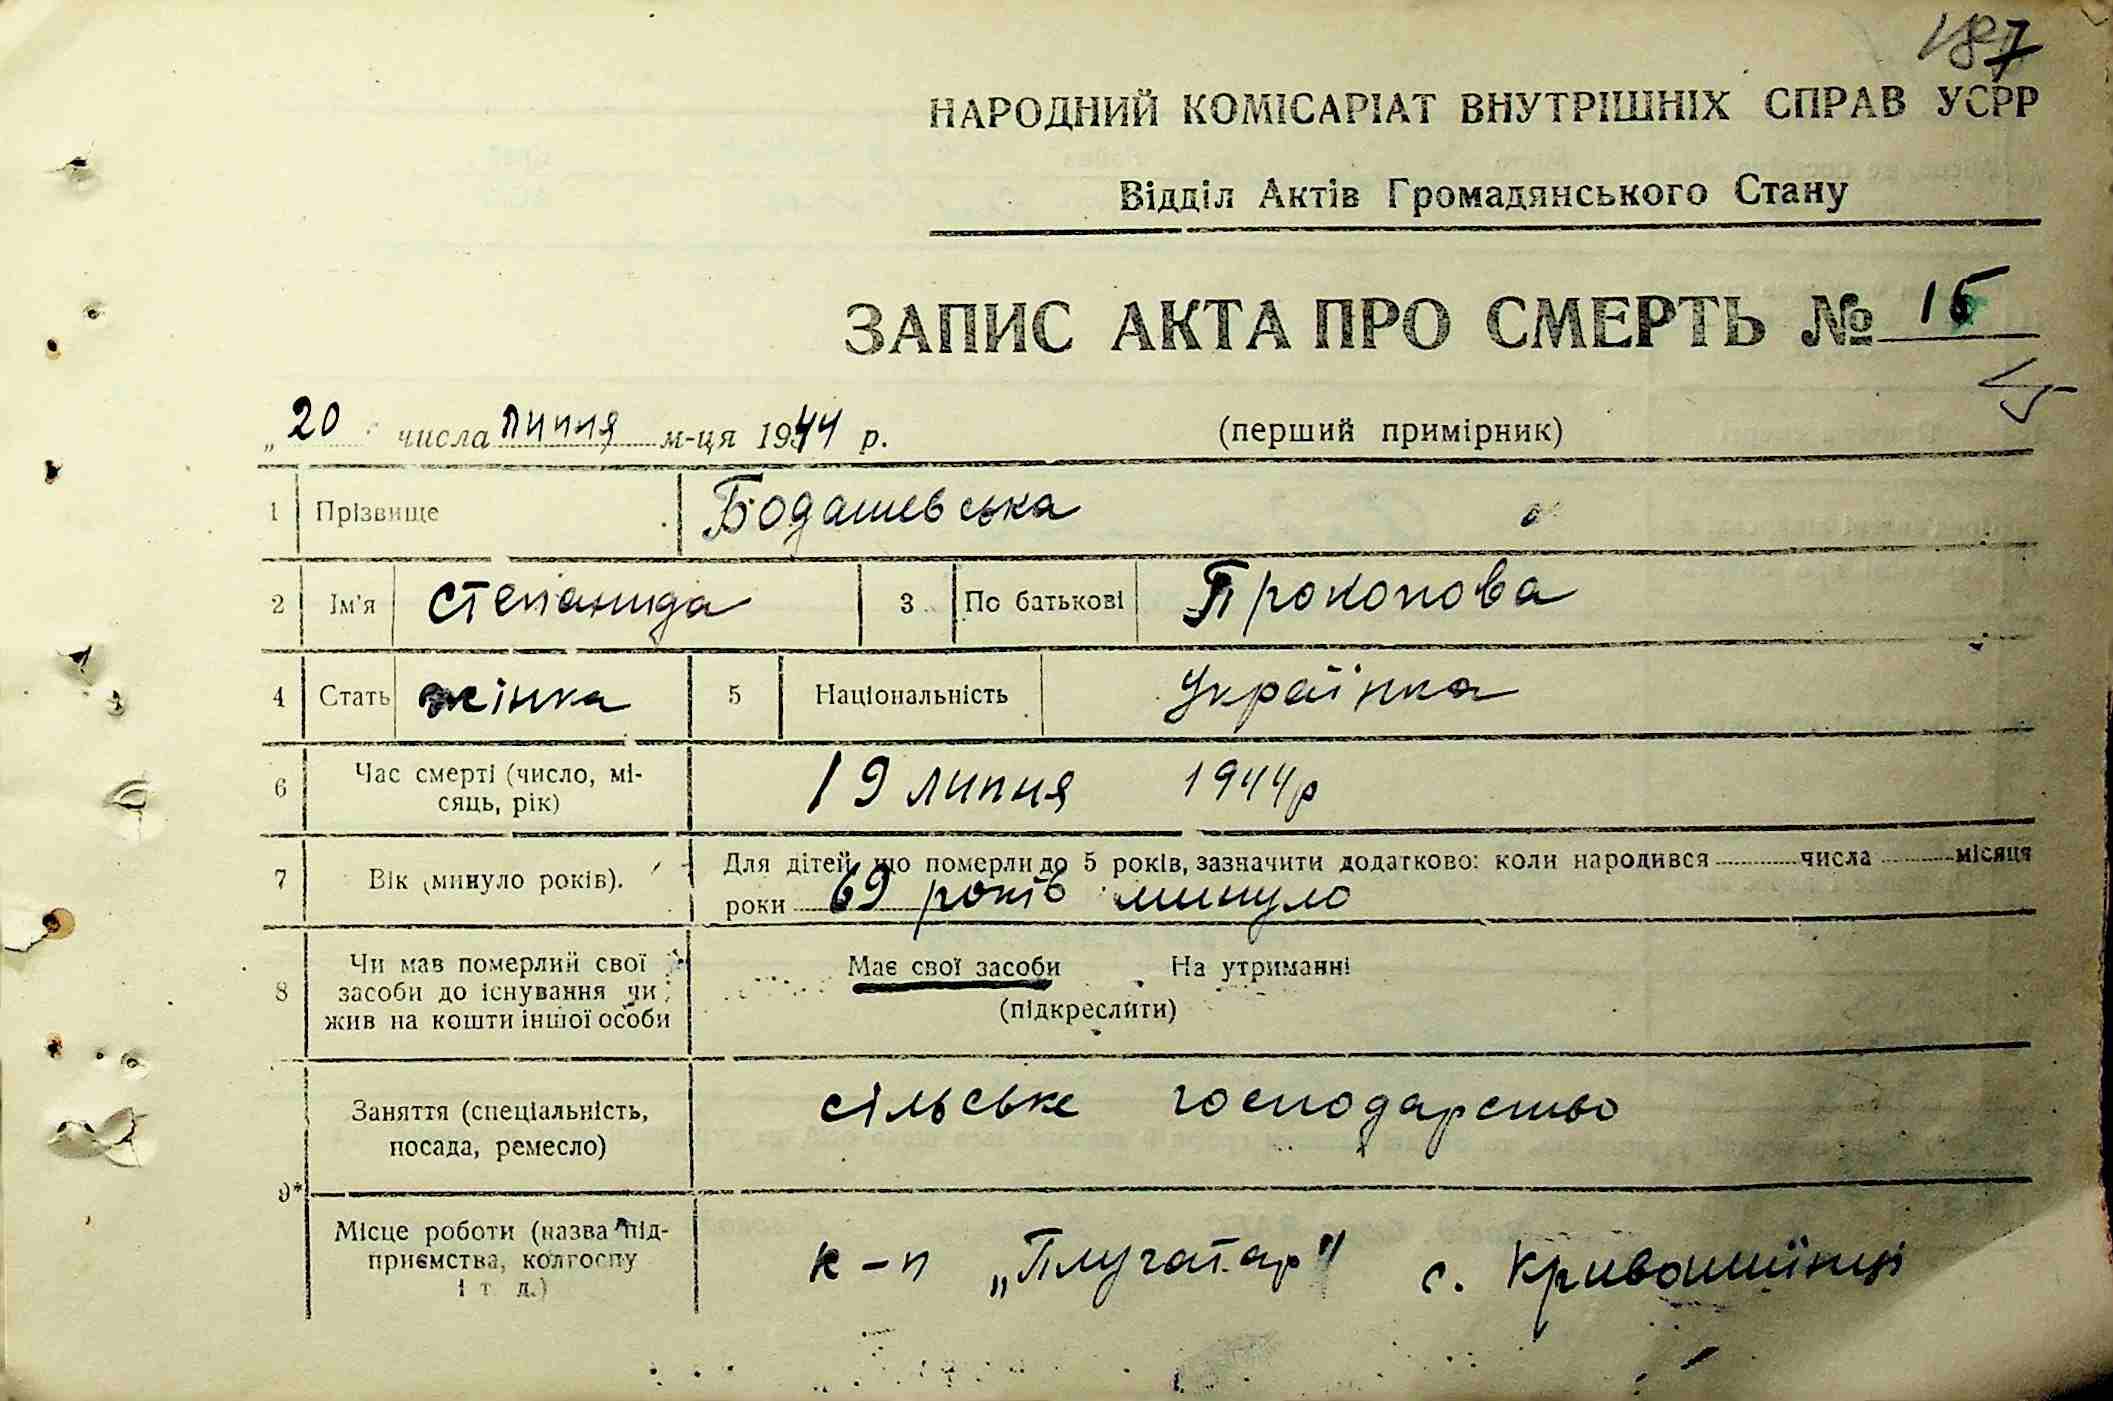 187
НАРОДНИЙ КОМІСАРІАТ ВНУТРІШНІХ СПРАВ УСРР
Відділ Актів Громадянського Стану
ЗАПИС АКТА ПРО СМЕРТЬ № 15
„20" числа липня м-ця 1944 р. (перший примірник)
1 Прізвище Бодашевська
2 Ім'я Степанида 3 По батькові Прокопова
4 Стать жінка 5 Національність Українка
6 Час смерті (число, мі-
сяць, рік) 19 липня 1944р
7 Вік (минуло років). Для дітей, що померли до 5 років, зазначити додатково: коли народився числа місяця
роки 69 років минуло
8 Чи мав померлий свої
засоби до існування чи
жив на кошти іншої особи
Має свої засоби На утриманні
(підкреслити)
9*
Заняття (спеціальність,
посада, ремесло)
сільське господарство
Місце роботи (назва під-
приємства, колгоспу
і т. д.)
к-п „Плугатар" с. Кривошиїнці